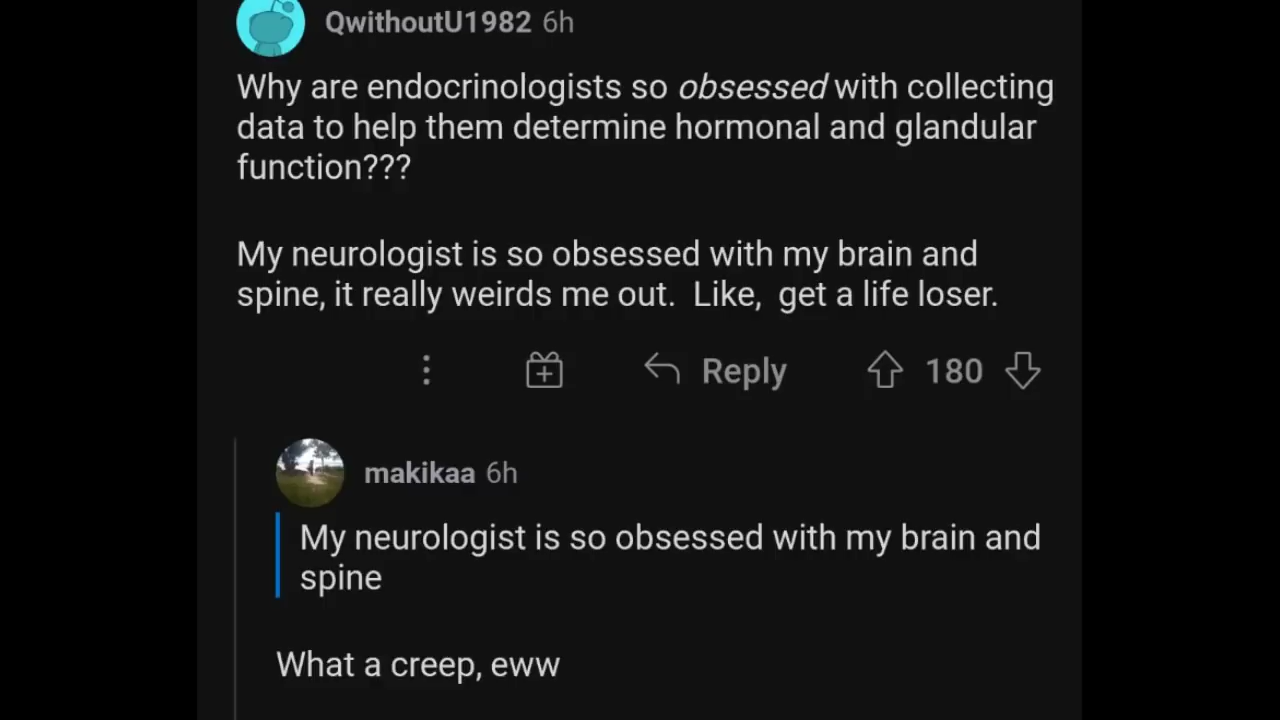 QwithoutU1982 6h
Why are endocrinologists so obsessed with collecting
data to help them determine hormonal and glandular
function???
My neurologist is so obsessed with my brain and
spine, it really weirds me out. Like, get a life loser.
Reply 180
makikaa 6h
My neurologist is so obsessed with my brain and
spine
What a creep, eww